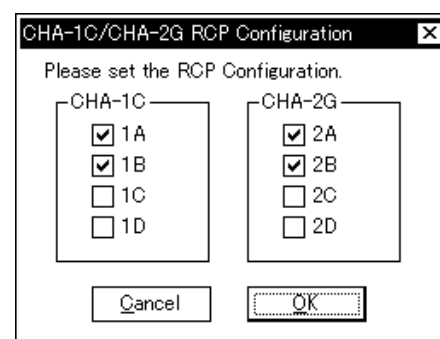 CHA-1C/CHA-2G RCP Configuration
Please set the RCP Configuration.
CHA-1C CHA-2G
1A 2A
1B 2B
1C 2C
1D 2D
Cancel OK